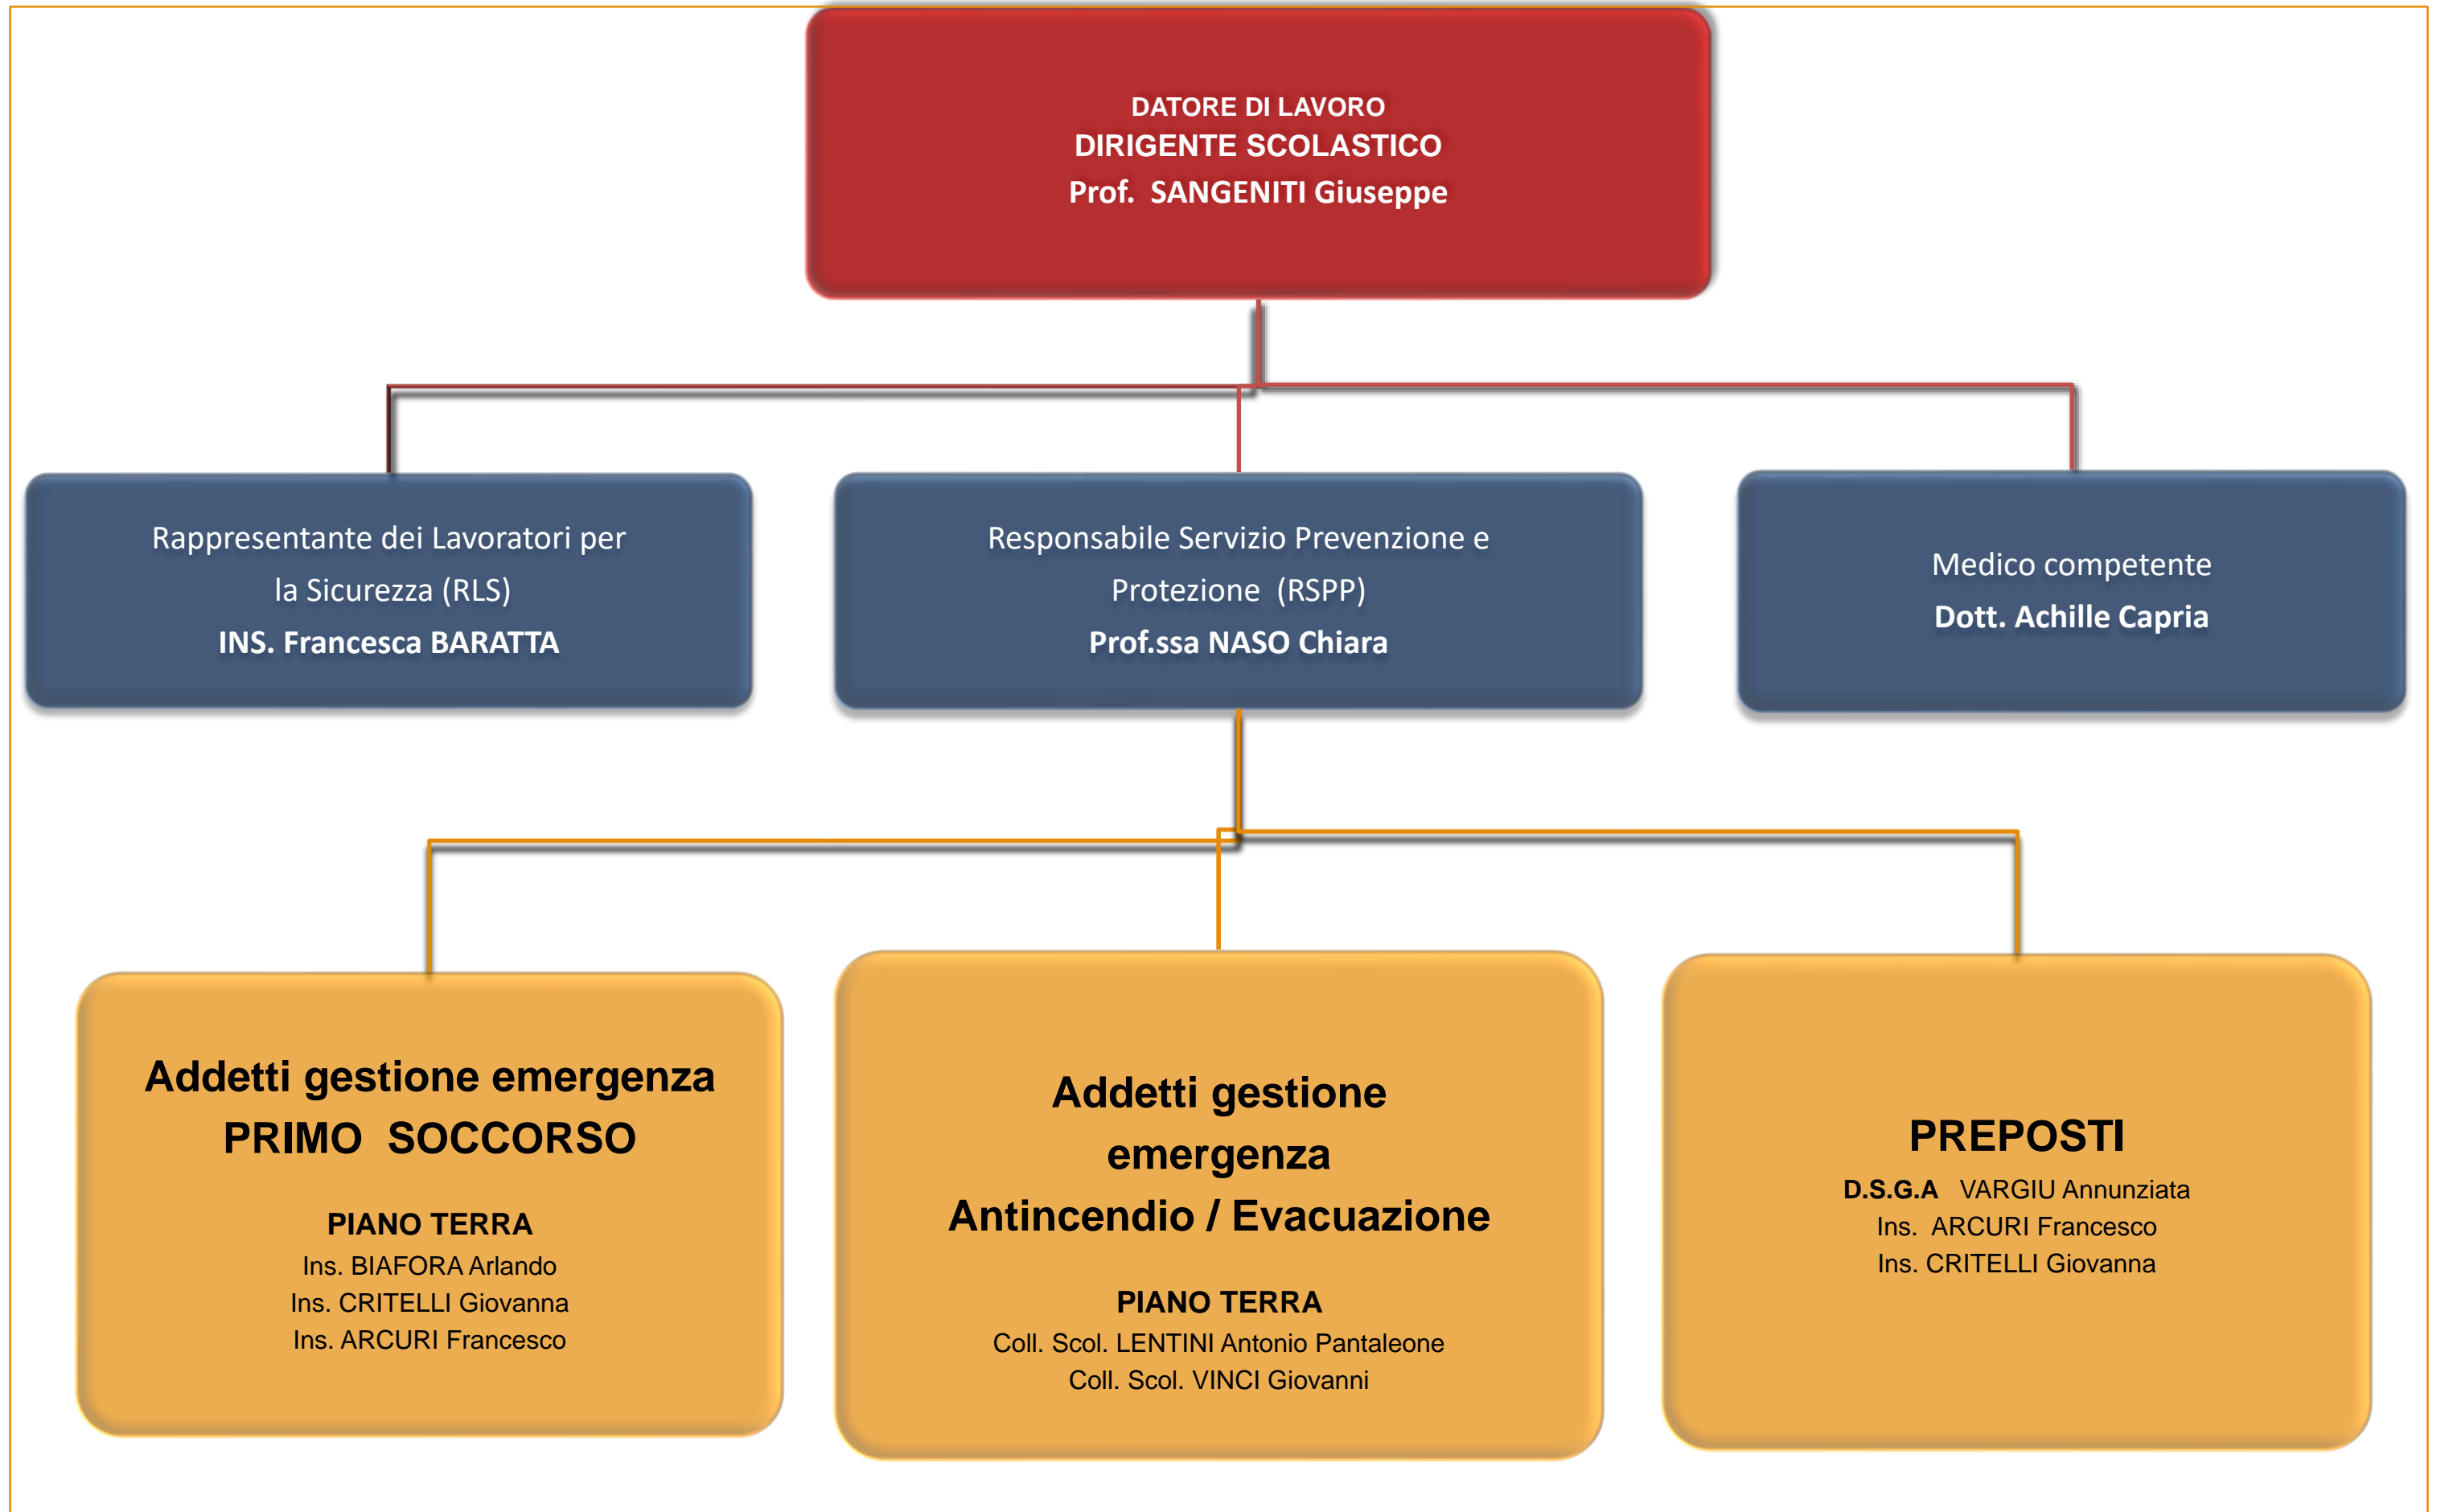 DATORE DI LAVORO
DIRIGENTE SCOLASTICO
Prof. SANGENITI Giuseppe
Rappresentante dei Lavoratori per
la Sicurezza (RLS)
INS. Francesca BARATTA
Responsabile Servizio Prevenzione e
Protezione (RSPP)
Prof.ssa NASO Chiara
Medico competente
Dott. Achille Capria
Addetti gestione emergenza
PRIMO SOCCORSO
PIANO TERRA
Ins. BIAFORA Arlando
Ins. CRITELLI Giovanna
Ins. ARCURI Francesco
Addetti gestione
emergenza
Antincendio / Evacuazione
PIANO TERRA
Coll. Scol. LENTINI Antonio Pantaleone
Coll. Scol. VINCI Giovanni
PREPOSTI
D.S.G.A VARGIU Annunziata
Ins. ARCURI Francesco
Ins. CRITELLI Giovanna